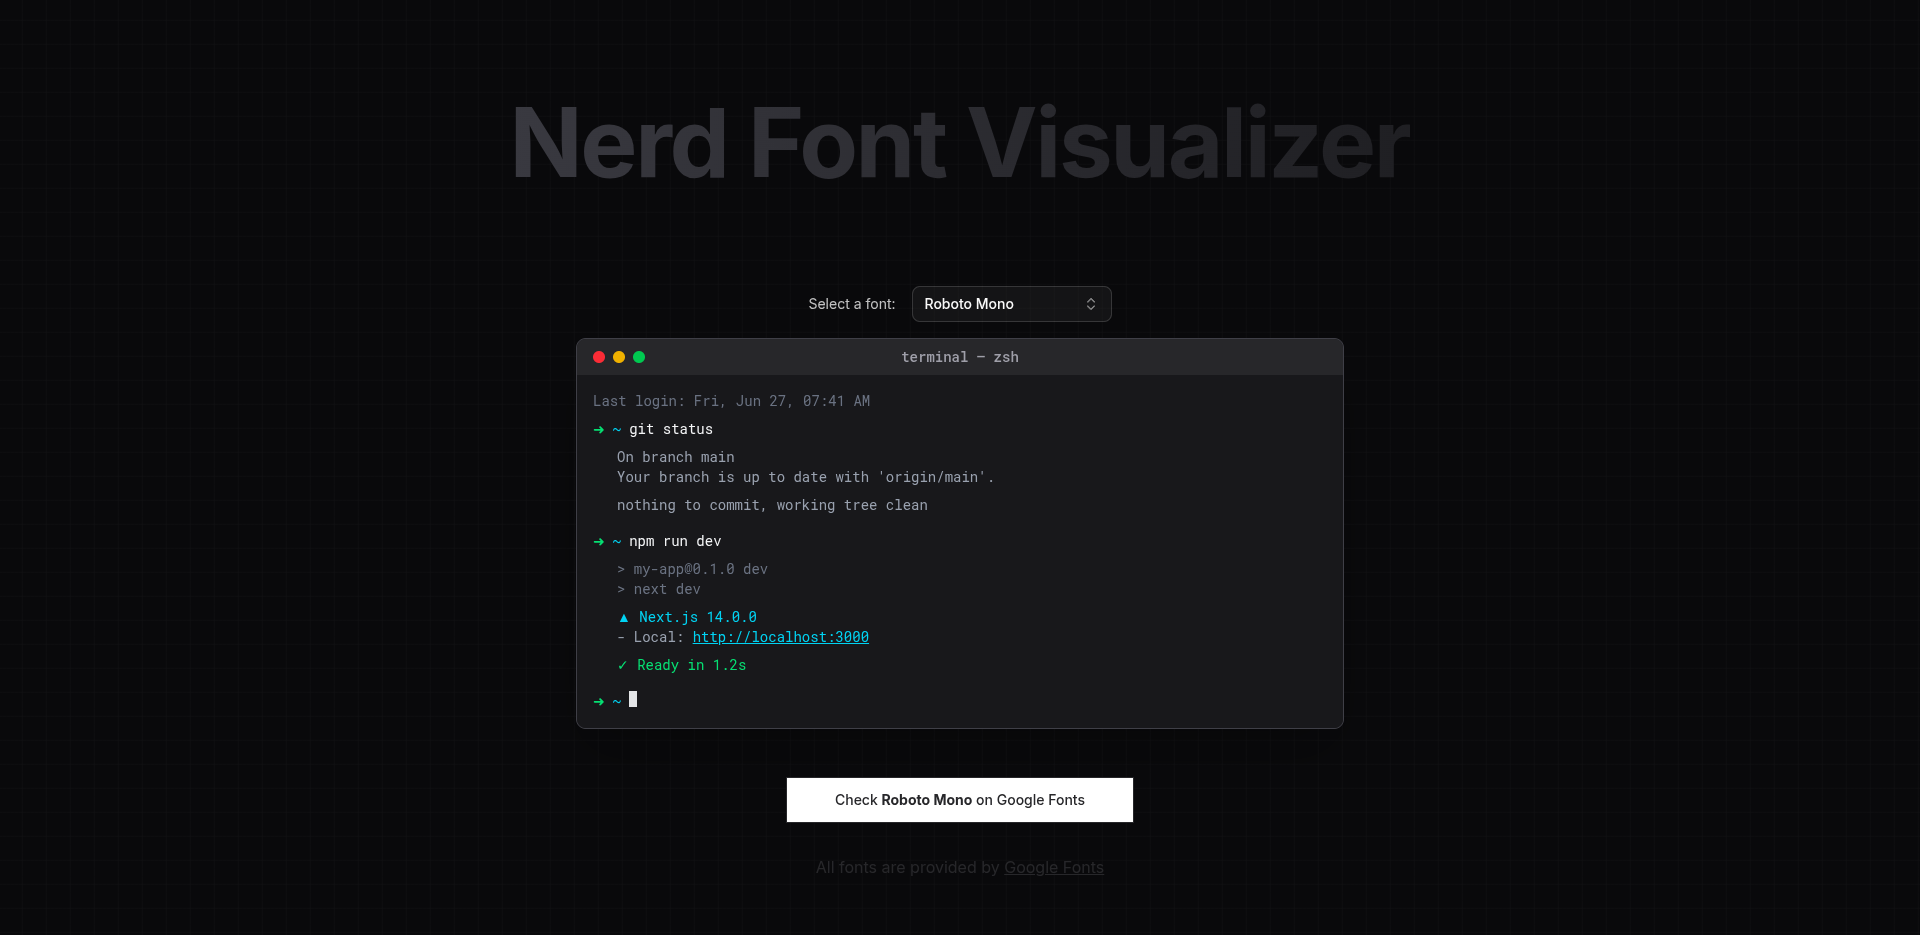 Nerd Font Visualizer
Select a font: Roboto Mono
terminal — zsh
Last login: Fri, Jun 27, 07:41 AM
➜ ~ git status
On branch main
Your branch is up to date with 'origin/main'.
nothing to commit, working tree clean
➜ ~ npm run dev
> my-app@0.1.0 dev
> next dev
▲ Next.js 14.0.0
- Local: http://localhost:3000
✓ Ready in 1.2s
➜ ~
Check Roboto Mono on Google Fonts
All fonts are provided by Google Fonts